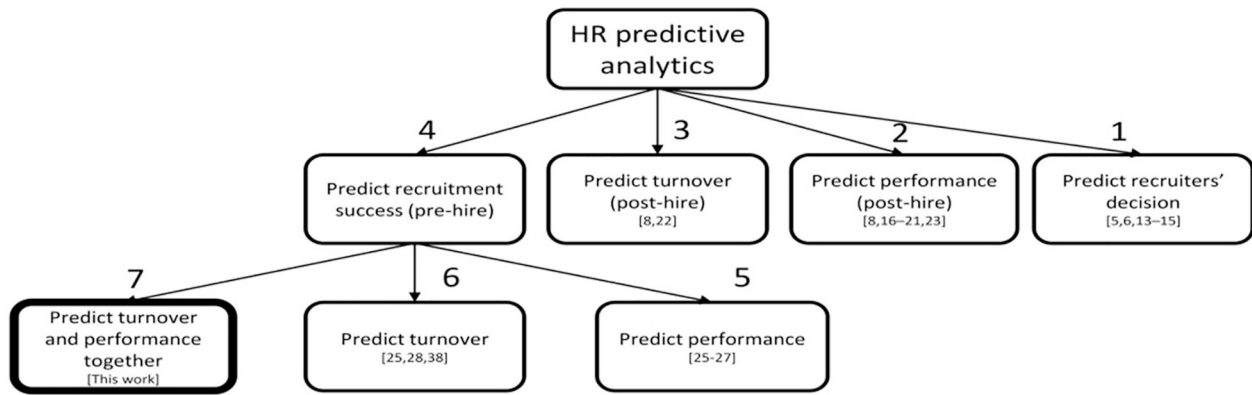 HR predictive
analytics
4
3
2
1
Predict recruitment
success (pre-hire)
Predict turnover
(post-hire)
[8,22]
Predict performance
(post-hire)
[8,16–21,23]
Predict recruiters’
decision
[5,6,13–15]
7
6
5
Predict turnover
and performance
together
[This work]
Predict turnover
[25,28,38]
Predict performance
[25-27]